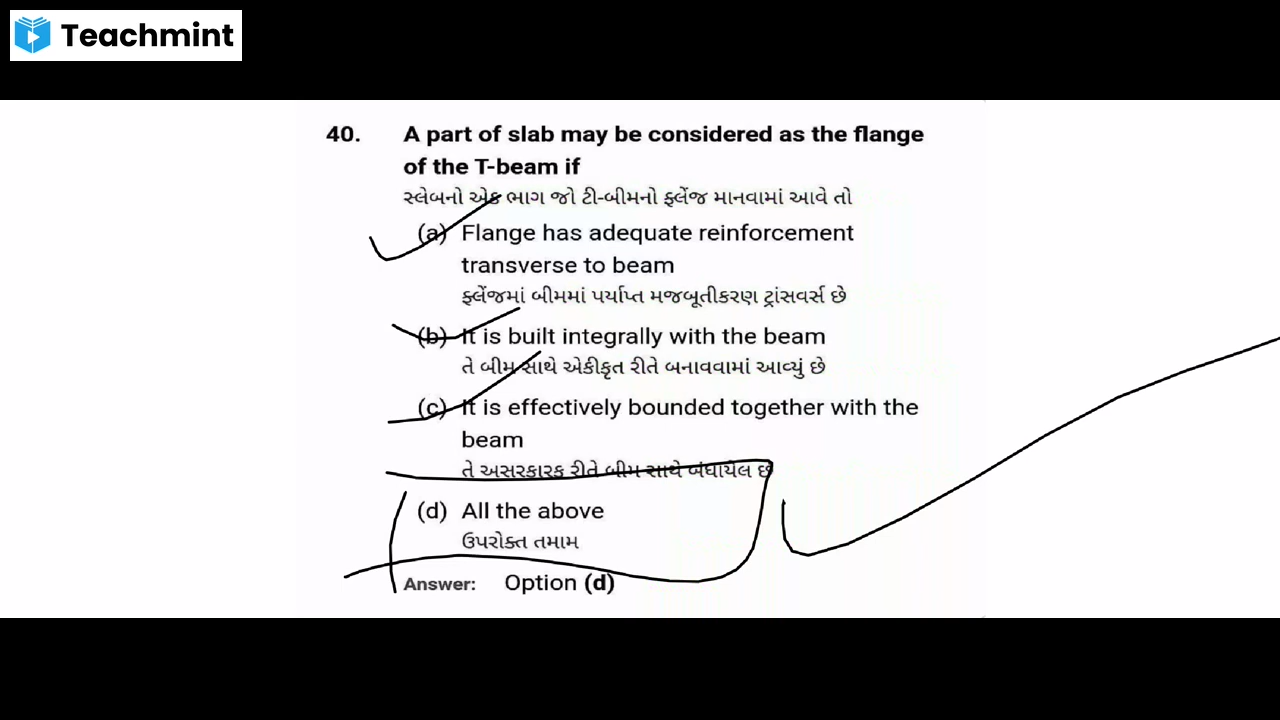 Teachmint
40. A part of slab may be considered as the flange
of the T-beam if
સ્લેબનો એક ભાગ જો ટી-બીમનો ફ્લેંજ માનવામાં આવે તો
(a) Flange has adequate reinforcement
transverse to beam
ફ્લેંજમાં બીમમાં પર્યાપ્ત મજબૂતીકરણ ટ્રાંસવર્સ છે
(b) It is built integrally with the beam
તે બીમ સાથે એકીકૃત રીતે બનાવવામાં આવ્યું છે
(c) It is effectively bounded together with the
beam
તે અસરકારક રીતે બીમ સાથે બંધાયેલ છે
(d) All the above
ઉપરોક્ત તમામ
Answer: Option (d)